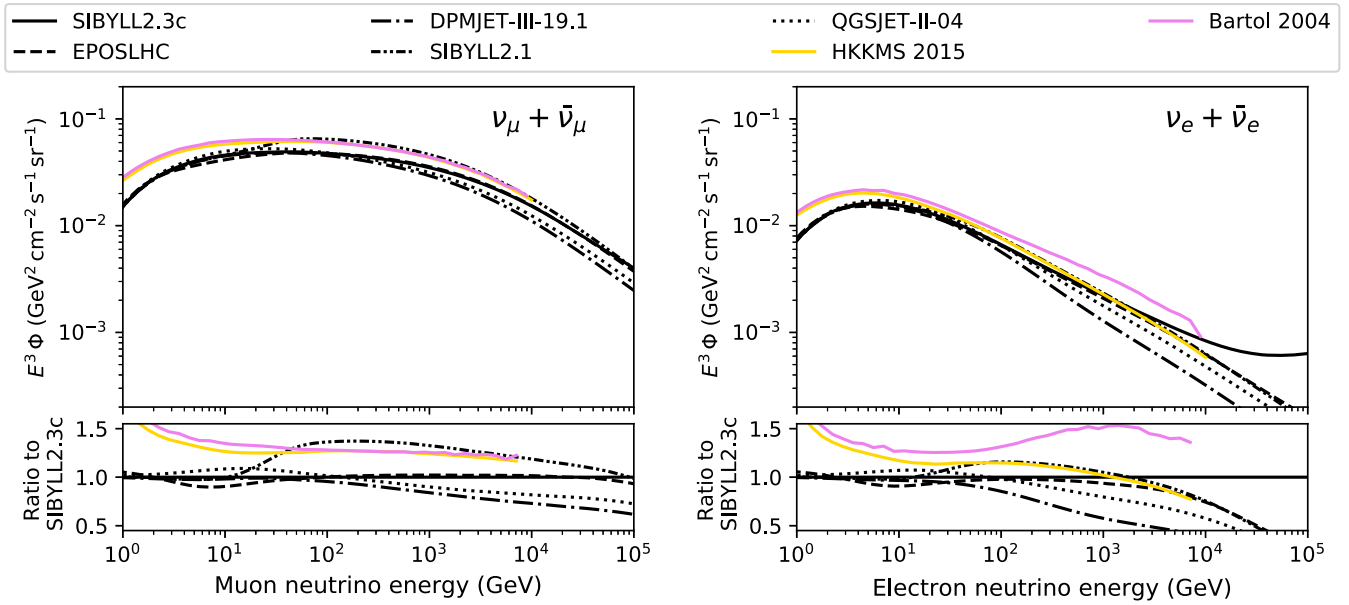 SIBYLL2.3c
EPOSLHC
DPMJET-III-19.1
SIBYLL2.1
QGSJET-II-04
HKKMS 2015
Bartol 2004
ν_μ + ν̄_μ
E³ Φ (GeV² cm⁻² s⁻¹ sr⁻¹)
10⁻¹
10⁻²
10⁻³
Ratio to
SIBYLL2.3c
1.5
1.0
0.5
10⁰ 10¹ 10² 10³ 10⁴ 10⁵
Muon neutrino energy (GeV)
ν_e + ν̄_e
E³ Φ (GeV² cm⁻² s⁻¹ sr⁻¹)
10⁻¹
10⁻²
10⁻³
Ratio to
SIBYLL2.3c
1.5
1.0
0.5
10⁰ 10¹ 10² 10³ 10⁴ 10⁵
Electron neutrino energy (GeV)